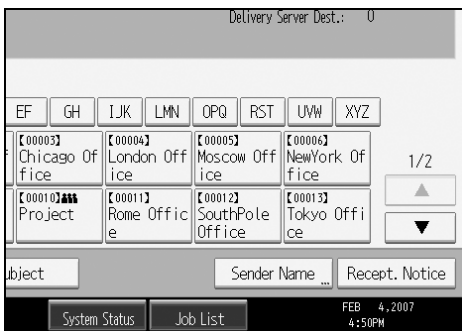 Delivery Server Dest.: 0
EF GH IJK LMN OPQ RST UVW XYZ
【00003】 【00004】 【00005】 【00006】
Chicago Of London Off Moscow Off NewYork Of
fice ice ice fice
1/2
【00010】 【00011】 【00012】 【00013】
Project Rome Offic SouthPole Tokyo Offi
e Office ce
ubject Sender Name ... Recept. Notice
System Status Job List FEB 4,2007
4:50PM